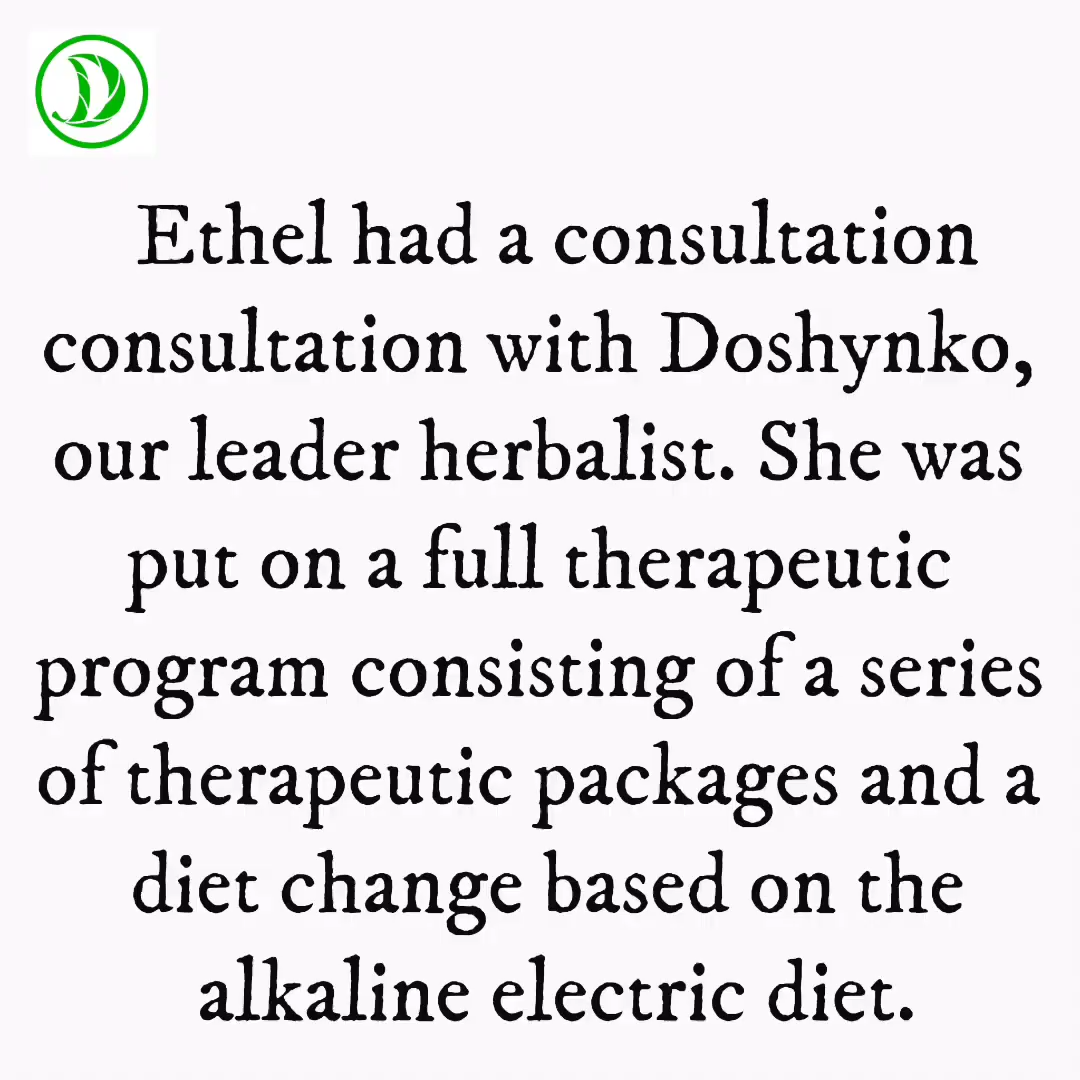 Ethel had a consultation
consultation with Doshynko,
our leader herbalist. She was
put on a full therapeutic
program consisting of a series
of therapeutic packages and a
diet change based on the
alkaline electric diet.